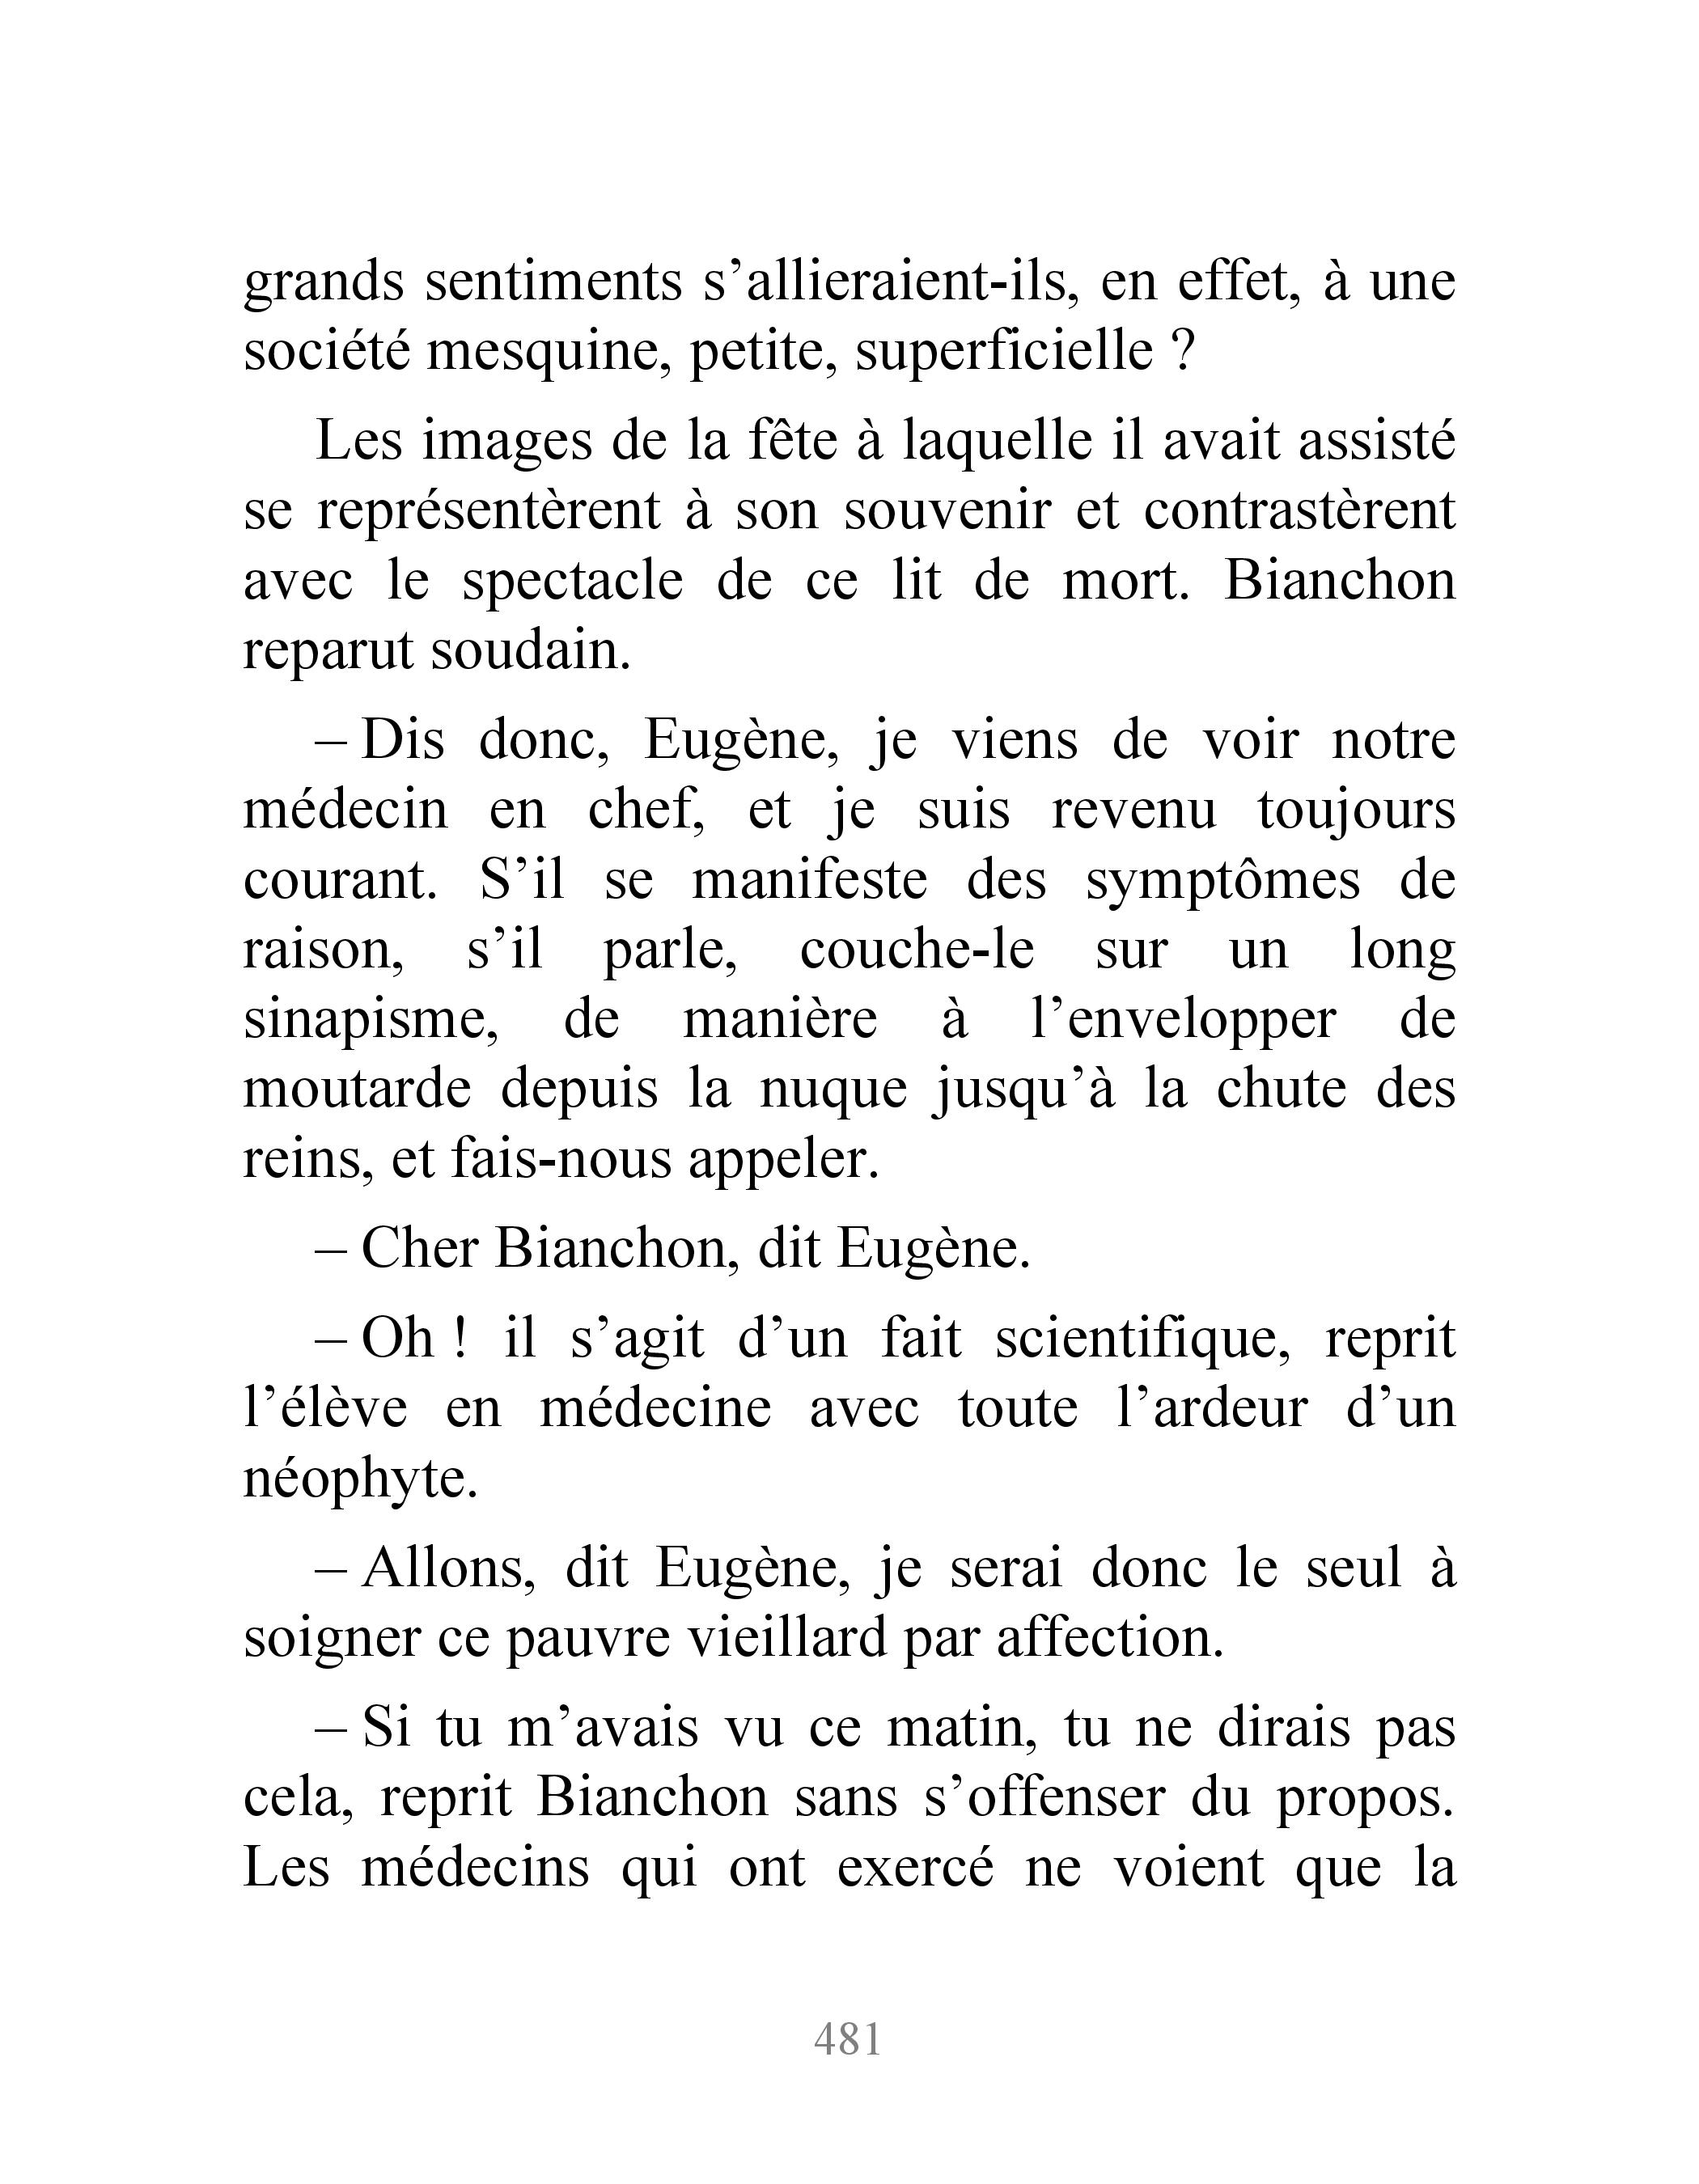 grands sentiments s’allieraient-ils, en effet, à une
société mesquine, petite, superficielle ?
Les images de la fête à laquelle il avait assisté
se représentèrent à son souvenir et contrastèrent
avec le spectacle de ce lit de mort. Bianchon
reparut soudain.
– Dis donc, Eugène, je viens de voir notre
médecin en chef, et je suis revenu toujours
courant. S’il se manifeste des symptômes de
raison, s’il parle, couche-le sur un long
sinapisme, de manière à l’envelopper de
moutarde depuis la nuque jusqu’à la chute des
reins, et fais-nous appeler.
– Cher Bianchon, dit Eugène.
– Oh ! il s’agit d’un fait scientifique, reprit
l’élève en médecine avec toute l’ardeur d’un
néophyte.
– Allons, dit Eugène, je serai donc le seul à
soigner ce pauvre vieillard par affection.
– Si tu m’avais vu ce matin, tu ne dirais pas
cela, reprit Bianchon sans s’offenser du propos.
Les médecins qui ont exercé ne voient que la
481